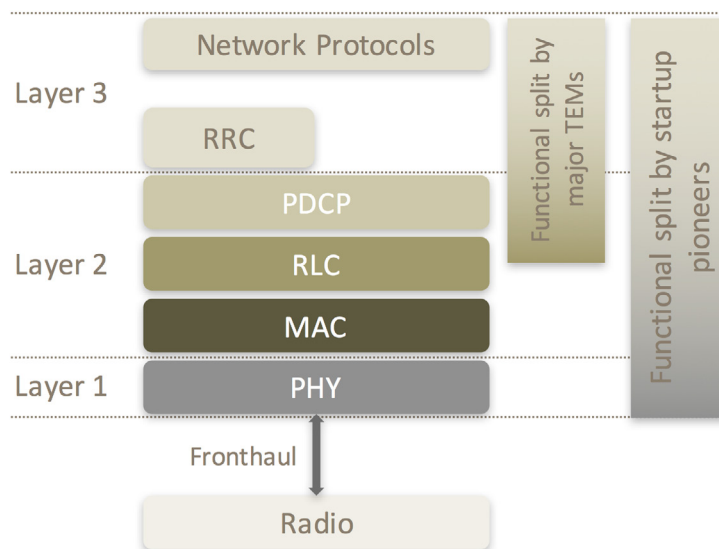 Network Protocols
Layer 3
RRC
PDCP
Layer 2
RLC
MAC
Layer 1
PHY
Fronthaul
Radio
Functional split by
major TEMs
Functional split by startup
pioneers